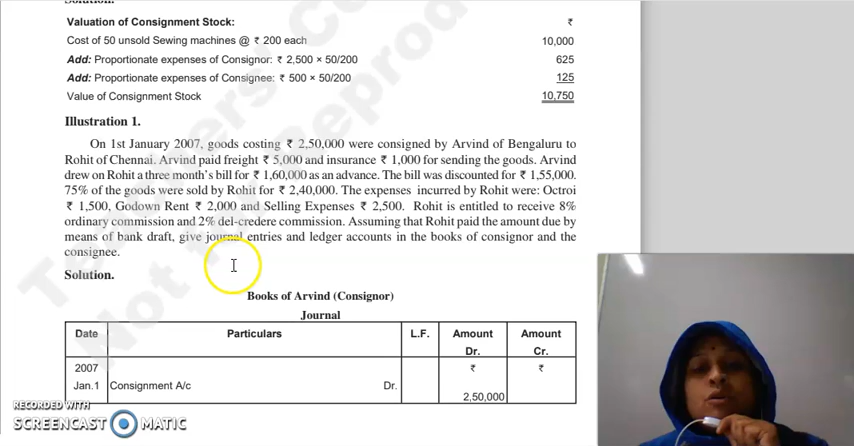 Solution.
Valuation of Consignment Stock: ₹
Cost of 50 unsold Sewing machines @ ₹ 200 each 10,000
Add: Proportionate expenses of Consignor: ₹ 2,500 × 50/200 625
Add: Proportionate expenses of Consignee: ₹ 500 × 50/200 125
Value of Consignment Stock 10,750
Illustration 1.
On 1st January 2007, goods costing ₹ 2,50,000 were consigned by Arvind of Bengaluru to
Rohit of Chennai. Arvind paid freight ₹ 5,000 and insurance ₹ 1,000 for sending the goods. Arvind
drew on Rohit a three month's bill for ₹ 1,60,000 as an advance. The bill was discounted for ₹ 1,55,000.
75% of the goods were sold by Rohit for ₹ 2,40,000. The expenses incurred by Rohit were: Octroi
₹ 1,500, Godown Rent ₹ 2,000 and Selling Expenses ₹ 2,500. Rohit is entitled to receive 8%
ordinary commission and 2% del-credere commission. Assuming that Rohit paid the amount due by
means of bank draft, give journal entries and ledger accounts in the books of consignor and the
consignee.
Solution.
Books of Arvind (Consignor)
Journal
Date Particulars L.F. Amount Amount
Dr. Cr.
2007 ₹ ₹
Jan.1 Consignment A/c Dr.
2,50,000
RECORDED WITH
SCREENCAST MATIC